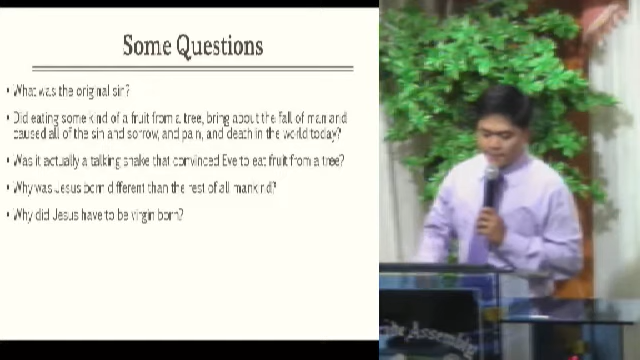 Some Questions
• What was the original sin?
• Did eating some kind of a fruit from a tree, bring about the Fall of man and
caused all of the sin and sorrow, and pain, and death in the world today?
• Was it actually a talking snake that convinced Eve to eat fruit from a tree?
• Why was Jesus born different than the rest of all mankind?
• Why did Jesus have to be virgin born?